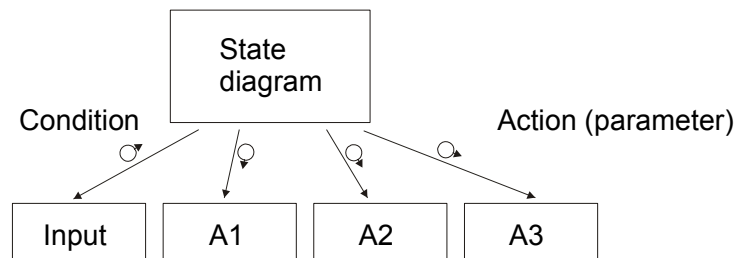 State
diagram
Condition
Action (parameter)
Input
A1
A2
A3